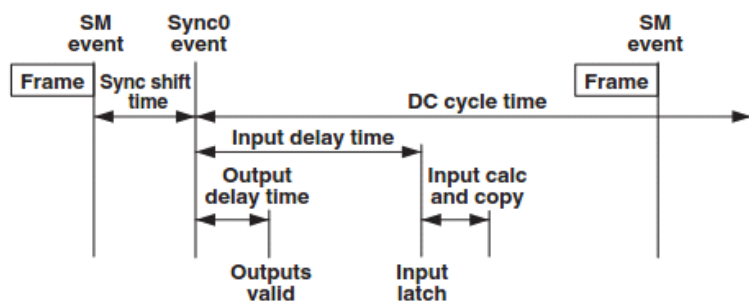 SM
event
Sync0
event
SM
event
Frame
Sync shift
time
Frame
DC cycle time
Input delay time
Output
delay time
Input calc
and copy
Outputs
valid
Input
latch